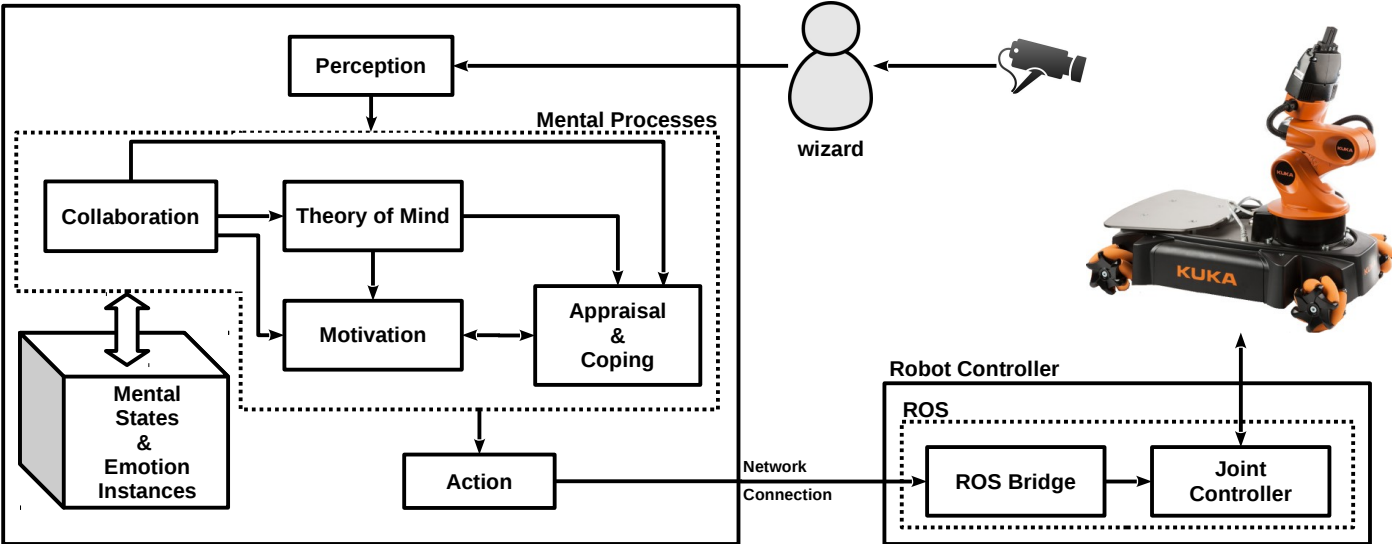 Perception
Mental Processes
wizard
Collaboration
Theory of Mind
Motivation
Appraisal
&
Coping
Mental
States
&
Emotion
Instances
Action
Network
Connection
Robot Controller
ROS
ROS Bridge
Joint
Controller
KUKA
KUKA
KUKA